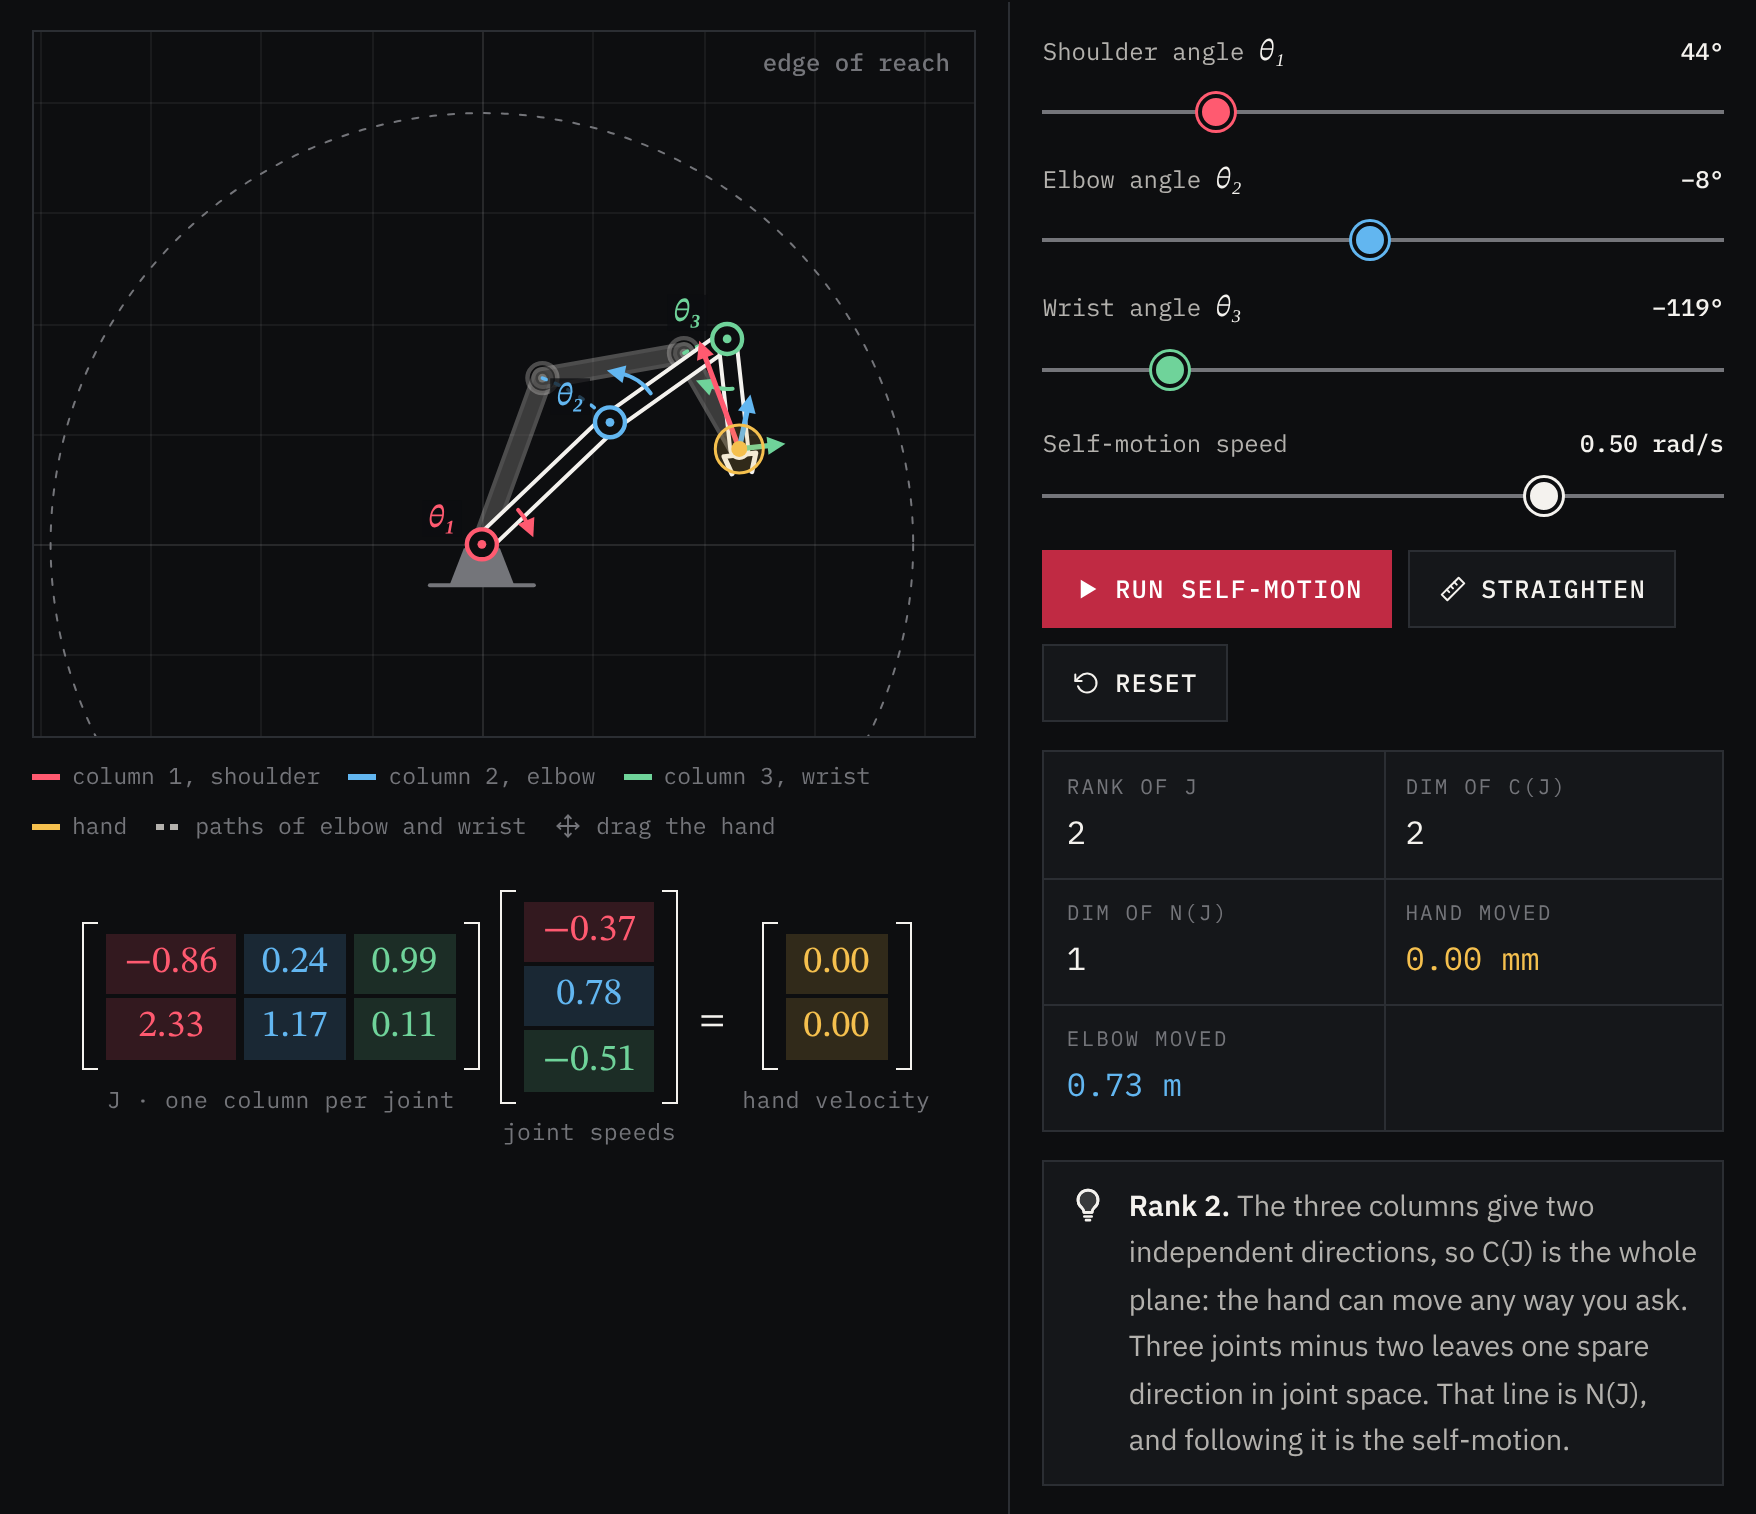 edge of reach
θ3
θ2
θ1
column 1, shoulder column 2, elbow column 3, wrist
hand paths of elbow and wrist drag the hand
−0.86 0.24 0.99
2.33 1.17 0.11
J · one column per joint
−0.37
0.78
−0.51
joint speeds
=
0.00
0.00
hand velocity
Shoulder angle θ1 44°
Elbow angle θ2 −8°
Wrist angle θ3 −119°
Self-motion speed 0.50 rad/s
RUN SELF-MOTION STRAIGHTEN
RESET
RANK OF J DIM OF C(J)
2 2
DIM OF N(J) HAND MOVED
1 0.00 mm
ELBOW MOVED
0.73 m
Rank 2. The three columns give two
independent directions, so C(J) is the whole
plane: the hand can move any way you ask.
Three joints minus two leaves one spare
direction in joint space. That line is N(J),
and following it is the self-motion.